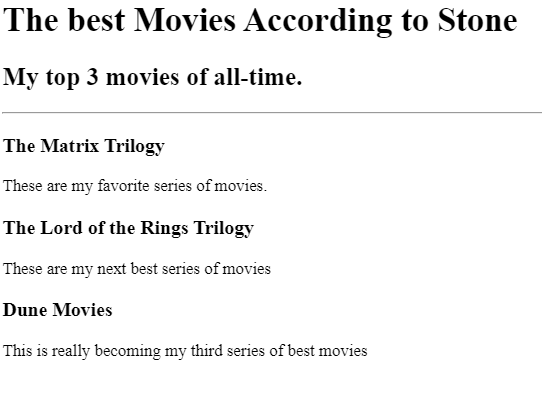 The best Movies According to Stone
My top 3 movies of all-time.
The Matrix Trilogy
These are my favorite series of movies.
The Lord of the Rings Trilogy
These are my next best series of movies
Dune Movies
This is really becoming my third series of best movies